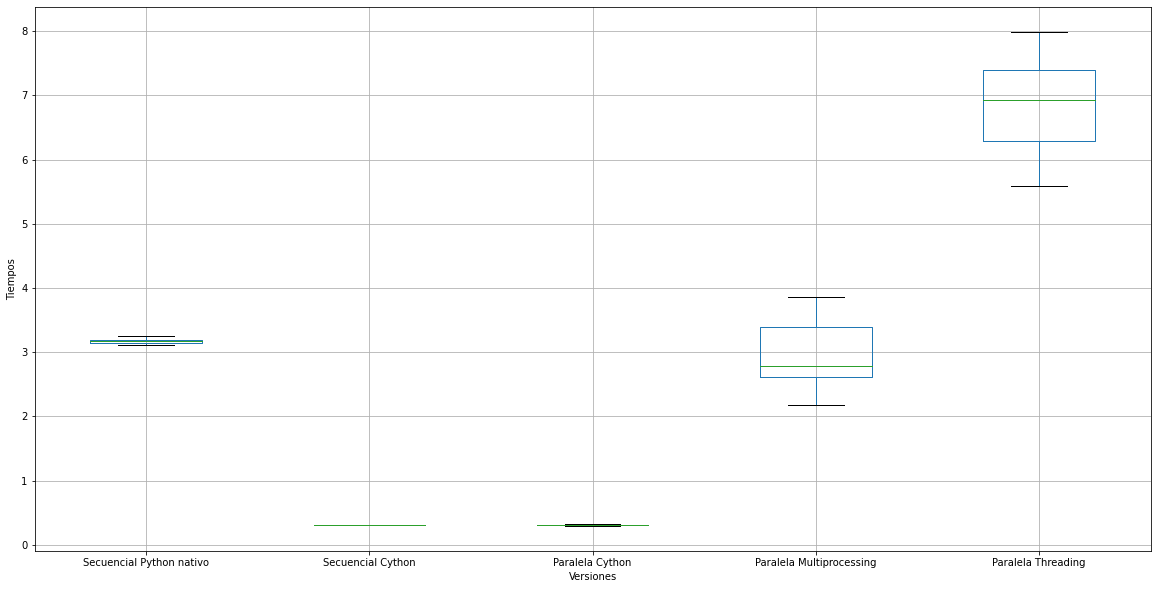 8
7
6
5
4
3
2
1
0
Tiempos
Secuencial Python nativo
Secuencial Cython
Paralela Cython
Paralela Multiprocessing
Paralela Threading
Versiones